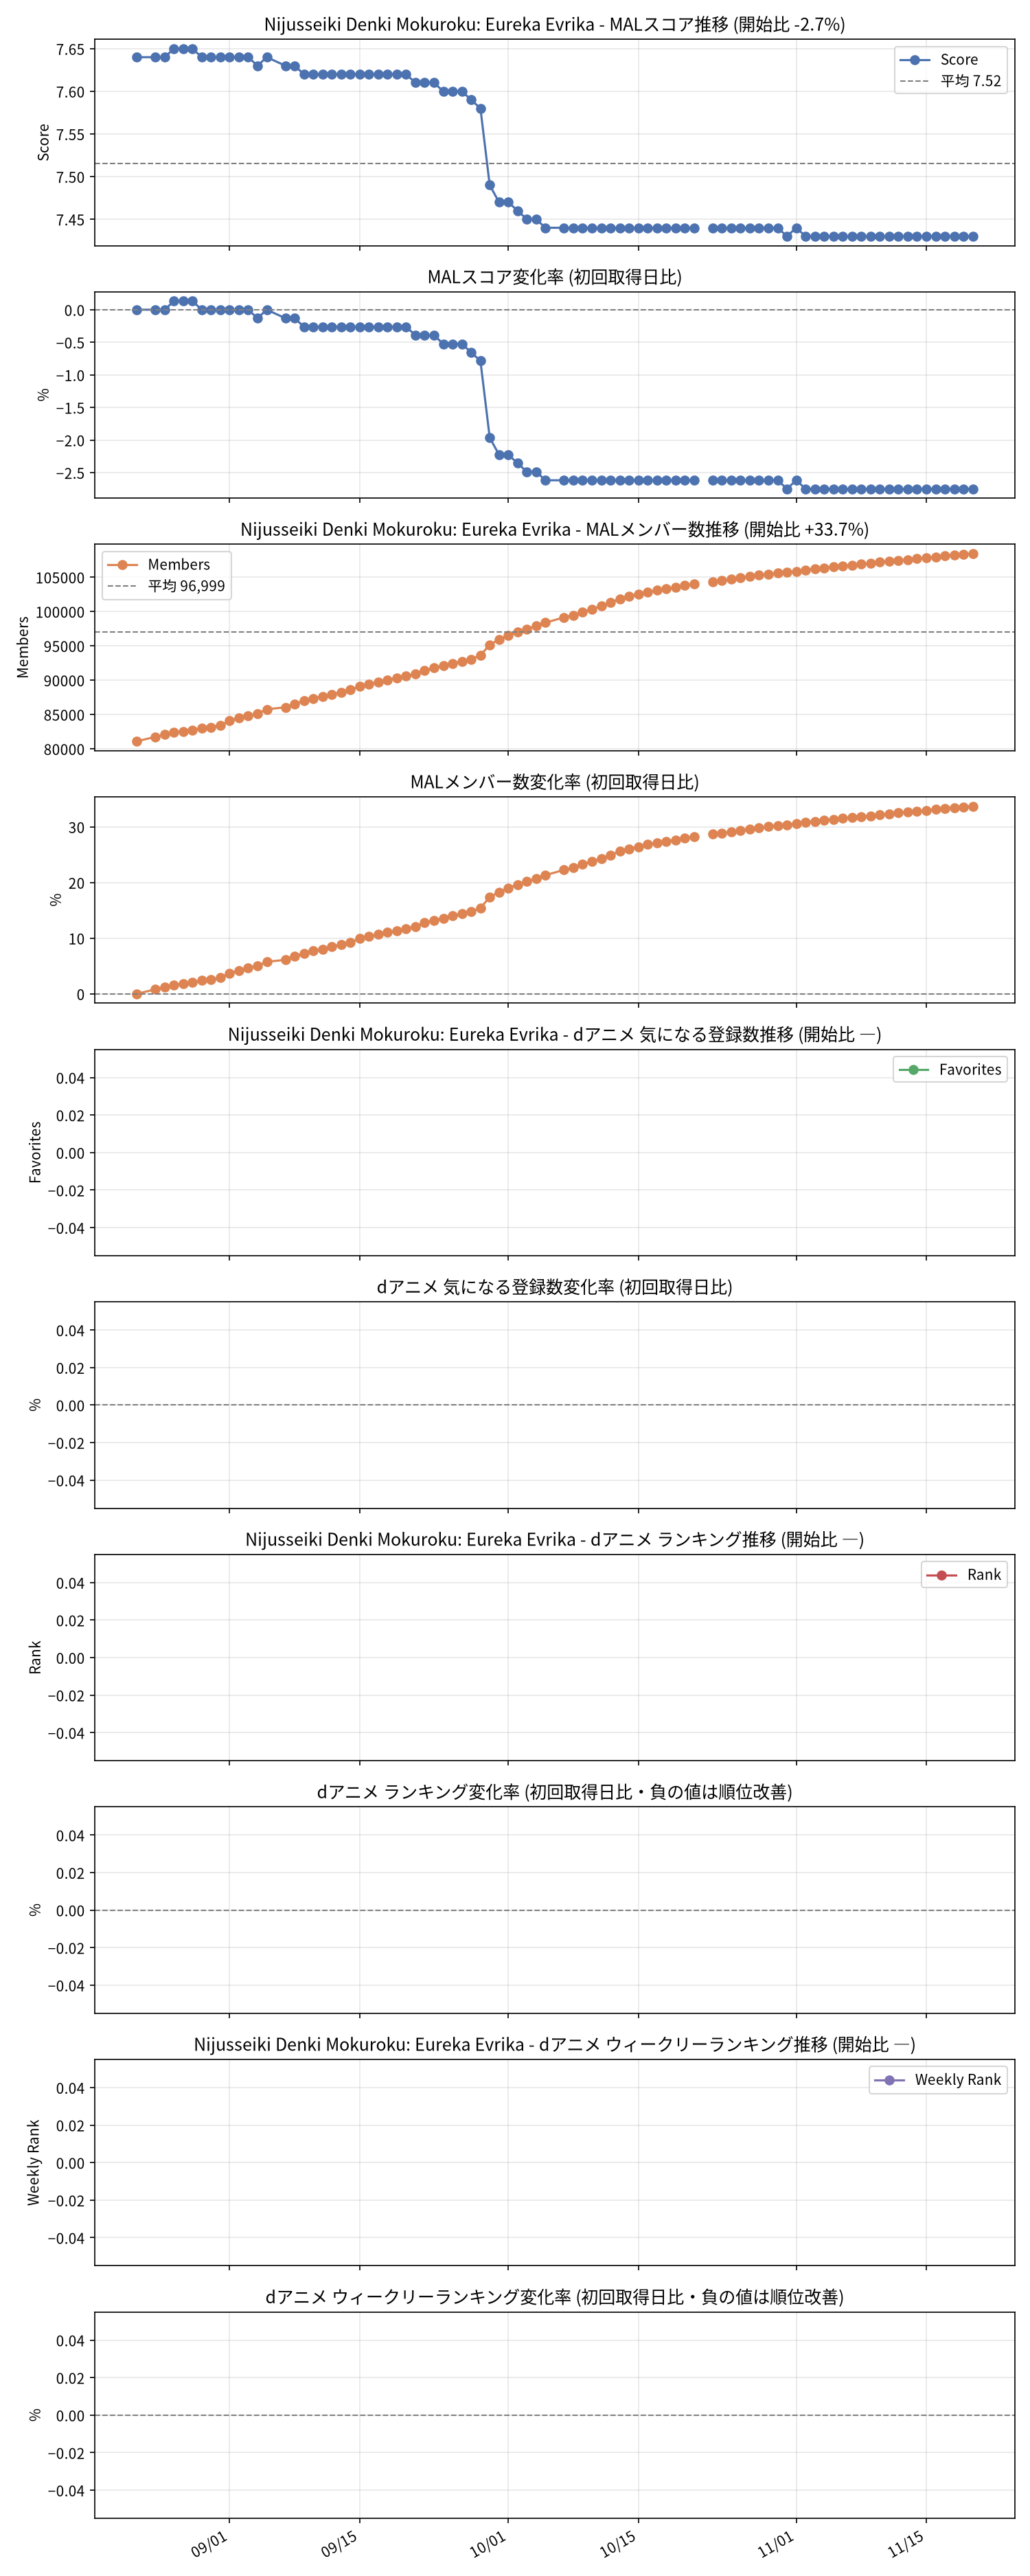 Nijusseiki Denki Mokuroku: Eureka Evrika - MALスコア推移 (開始比 -2.7%)
Score
平均 7.52
Score
7.65
7.60
7.55
7.50
7.45
MALスコア変化率 (初回取得日比)
%
0.0
−0.5
−1.0
−1.5
−2.0
−2.5
Nijusseiki Denki Mokuroku: Eureka Evrika - MALメンバー数推移 (開始比 +33.7%)
Members
平均 96,999
Members
105000
100000
95000
90000
85000
80000
MALメンバー数変化率 (初回取得日比)
%
30
20
10
0
Nijusseiki Denki Mokuroku: Eureka Evrika - dアニメ 気になる登録数推移 (開始比 —)
Favorites
Favorites
0.04
0.02
0.00
−0.02
−0.04
dアニメ 気になる登録数変化率 (初回取得日比)
%
0.04
0.02
0.00
−0.02
−0.04
Nijusseiki Denki Mokuroku: Eureka Evrika - dアニメ ランキング推移 (開始比 —)
Rank
Rank
0.04
0.02
0.00
−0.02
−0.04
dアニメ ランキング変化率 (初回取得日比・負の値は順位改善)
%
0.04
0.02
0.00
−0.02
−0.04
Nijusseiki Denki Mokuroku: Eureka Evrika - dアニメ ウィークリーランキング推移 (開始比 —)
Weekly Rank
Weekly Rank
0.04
0.02
0.00
−0.02
−0.04
dアニメ ウィークリーランキング変化率 (初回取得日比・負の値は順位改善)
%
0.04
0.02
0.00
−0.02
−0.04
09/01
09/15
10/01
10/15
11/01
11/15